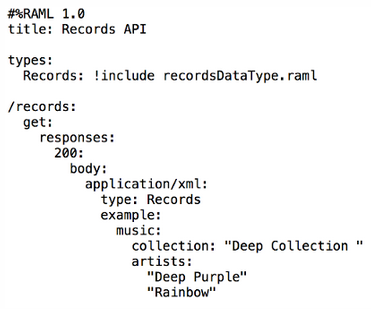 #%RAML 1.0
title: Records API

types:
  Records: !include recordsDataType.raml

/records:
  get:
    responses:
      200:
        body:
          application/xml:
            type: Records
            example:
              music:
                collection: "Deep Collection "
                artists:
                  "Deep Purple"
                  "Rainbow"